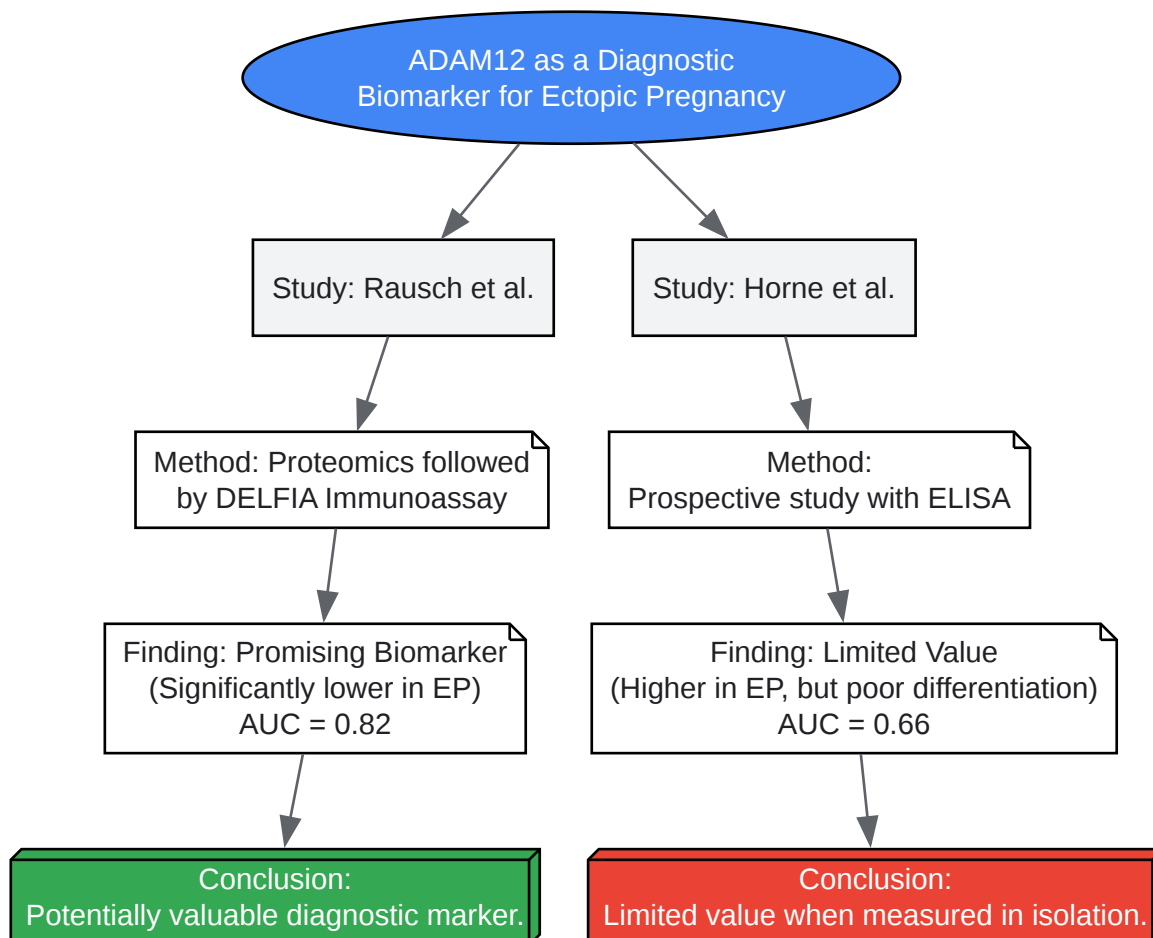 ADAM12 as a Diagnostic
Biomarker for Ectopic Pregnancy
Study: Rausch et al.
Study: Horne et al.
Method: Proteomics followed
by DELFIA Immunoassay
Method:
Prospective study with ELISA
Finding: Promising Biomarker
(Significantly lower in EP)
AUC = 0.82
Finding: Limited Value
(Higher in EP, but poor differentiation)
AUC = 0.66
Conclusion:
Potentially valuable diagnostic marker.
Conclusion:
Limited value when measured in isolation.